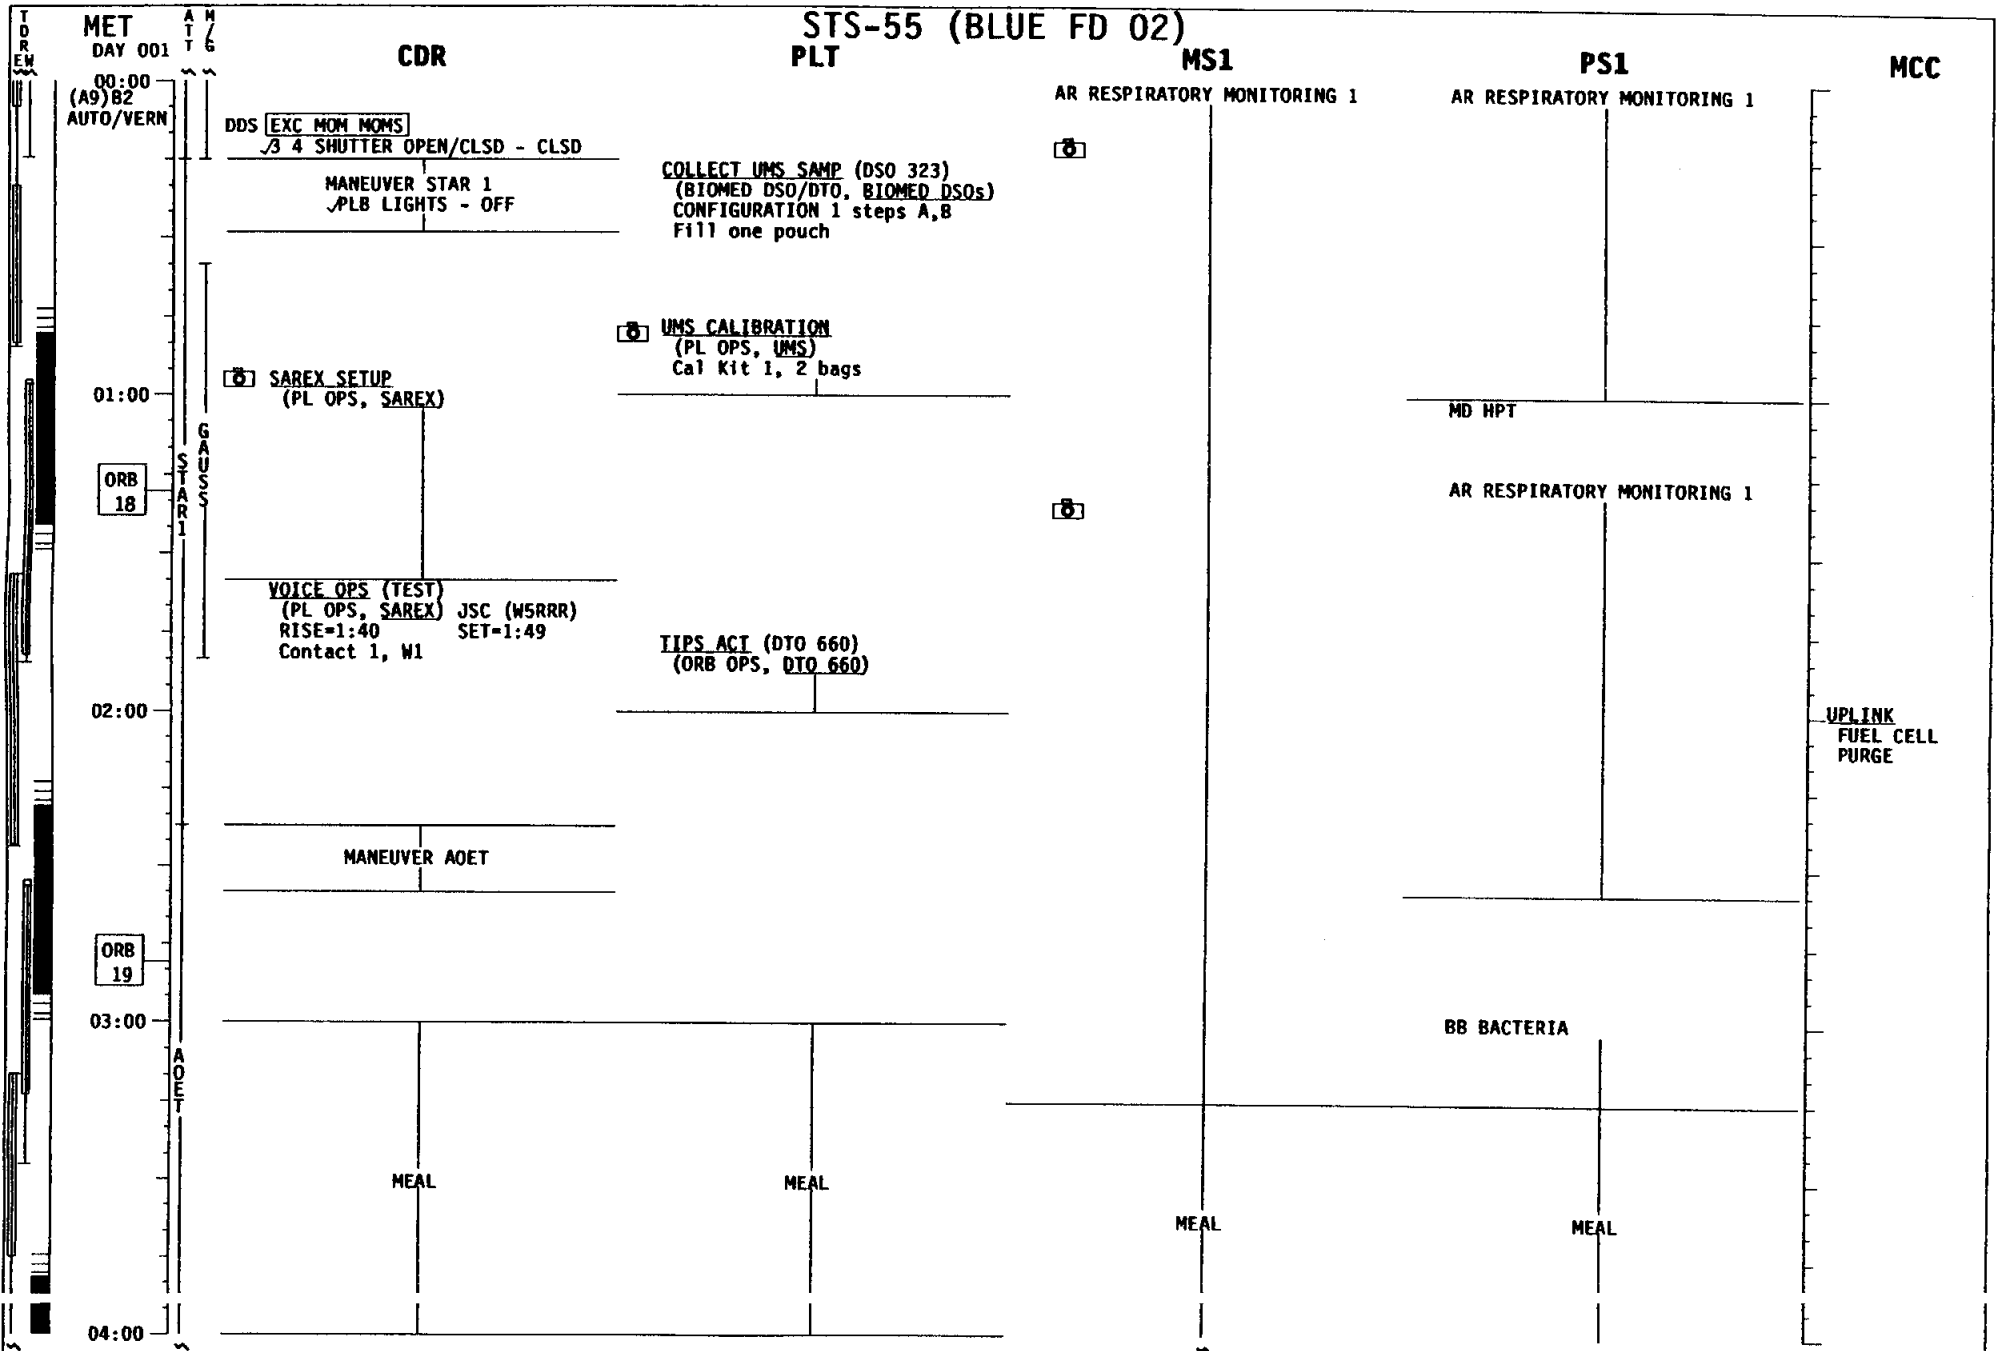 STS-55 (BLUE FD 02)
TDRE W
MET
DAY 001
ATT
M/G
CDR
PLT
MS1
PS1
MCC
00:00
(A9)B2
AUTO/VERN
DDS EXC MOM MOMS
√3 4 SHUTTER OPEN/CLSD - CLSD
MANEUVER STAR 1
√PLB LIGHTS - OFF
SAREX SETUP
(PL OPS, SAREX)
VOICE OPS (TEST)
(PL OPS, SAREX) JSC (W5RRR)
RISE=1:40 SET=1:49
Contact 1, W1
MANEUVER AOET
MEAL
COLLECT UMS SAMP (DSO 323)
(BIOMED DSO/DTO, BIOMED DSOs)
CONFIGURATION 1 steps A,B
Fill one pouch
UMS CALIBRATION
(PL OPS, UMS)
Cal Kit 1, 2 bags
TIPS ACT (DTO 660)
(ORB OPS, DTO 660)
MEAL
AR RESPIRATORY MONITORING 1
MEAL
AR RESPIRATORY MONITORING 1
MD HPT
AR RESPIRATORY MONITORING 1
BB BACTERIA
MEAL
UPLINK
FUEL CELL
PURGE
01:00
ORB
18
02:00
ORB
19
03:00
04:00
STAR1
GAUSS
AOET